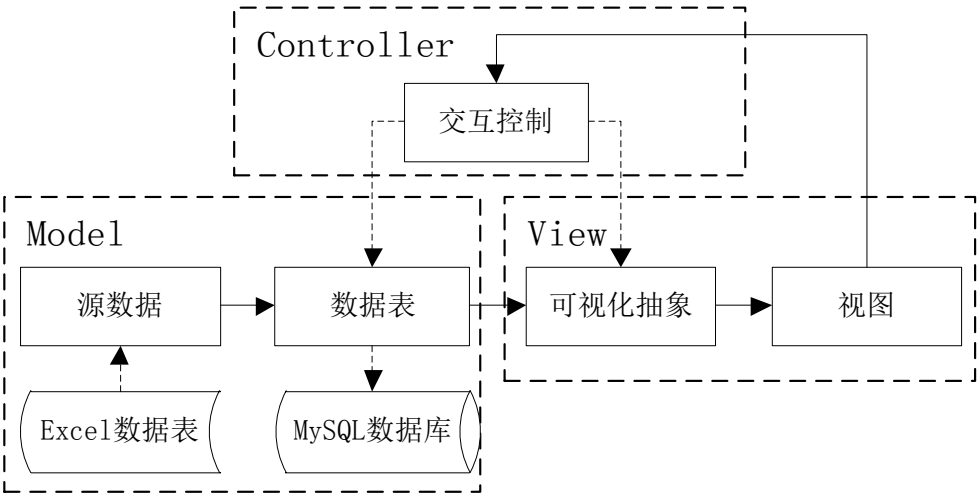 Controller
交互控制
Model
View
源数据
数据表
可视化抽象
视图
Excel数据表
MySQL数据库